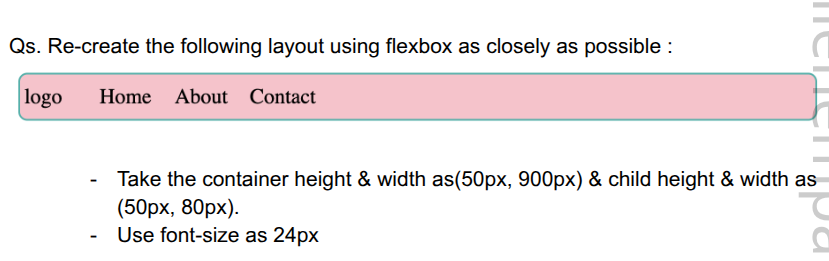 Qs. Re-create the following layout using flexbox as closely as possible :
logo Home About Contact
- Take the container height & width as(50px, 900px) & child height & width as
(50px, 80px).
- Use font-size as 24px